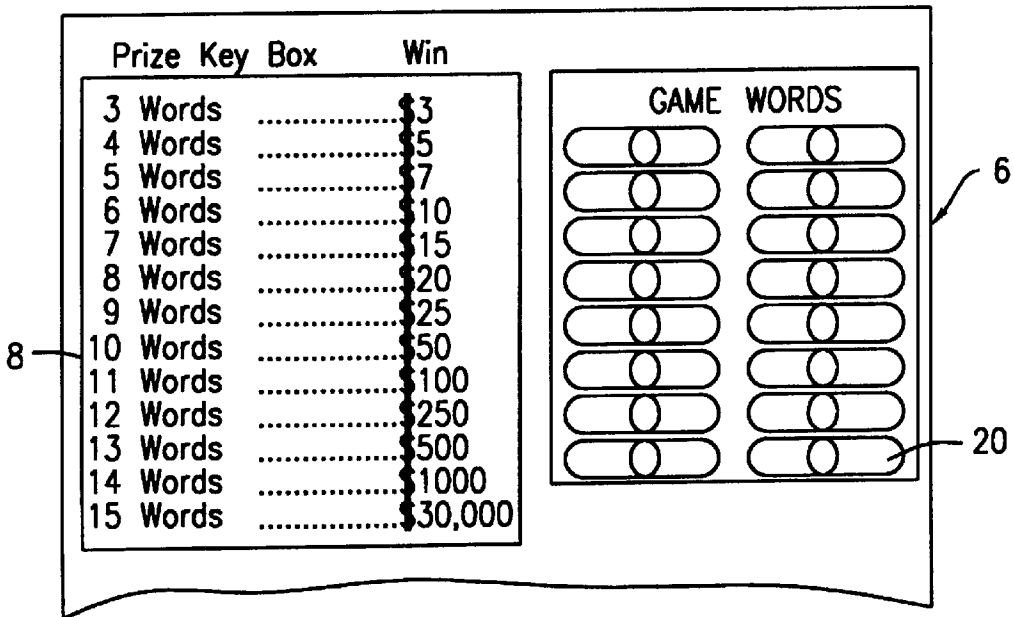 Prize Key Box Win
3 Words ................$3
4 Words ................$5
5 Words ................$7
6 Words ................$10
7 Words ................$15
8 Words ................$20
9 Words ................$25
10 Words ................$50
11 Words ................$100
12 Words ................$250
13 Words ................$500
14 Words ................$1000
15 Words ................$30,000
8
GAME WORDS
6
20